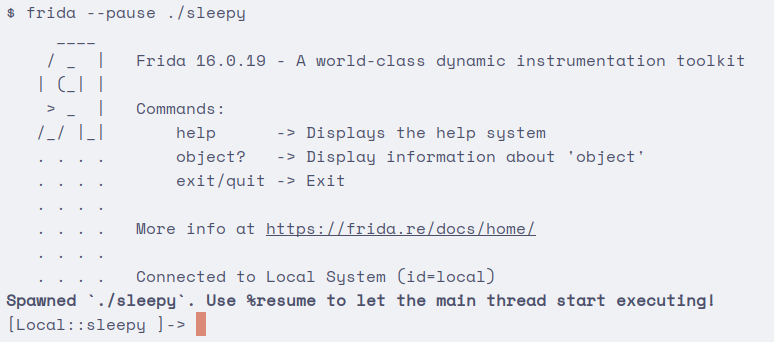 $ frida --pause ./sleepy
     ____
    / _  |   Frida 16.0.19 - A world-class dynamic instrumentation toolkit
   | (_| |
    > _  |   Commands:
   /_/ |_|       help      -> Displays the help system
   . . . .       object?   -> Display information about 'object'
   . . . .       exit/quit -> Exit
   . . . .
   . . . .   More info at https://frida.re/docs/home/
   . . . .
   . . . .   Connected to Local System (id=local)
Spawned `./sleepy`. Use %resume to let the main thread start executing!
[Local::sleepy ]->